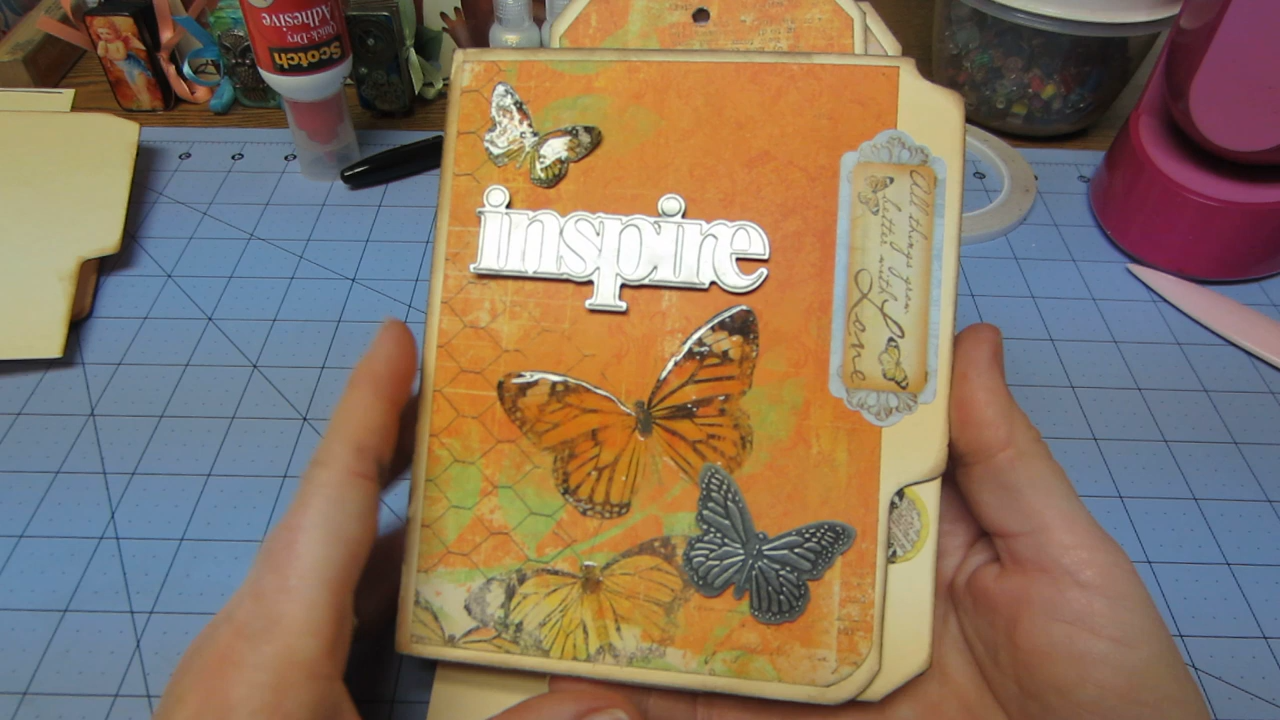 Scotch
Quick-Dry
Adhesive
inspire
All things grow
better with
Love